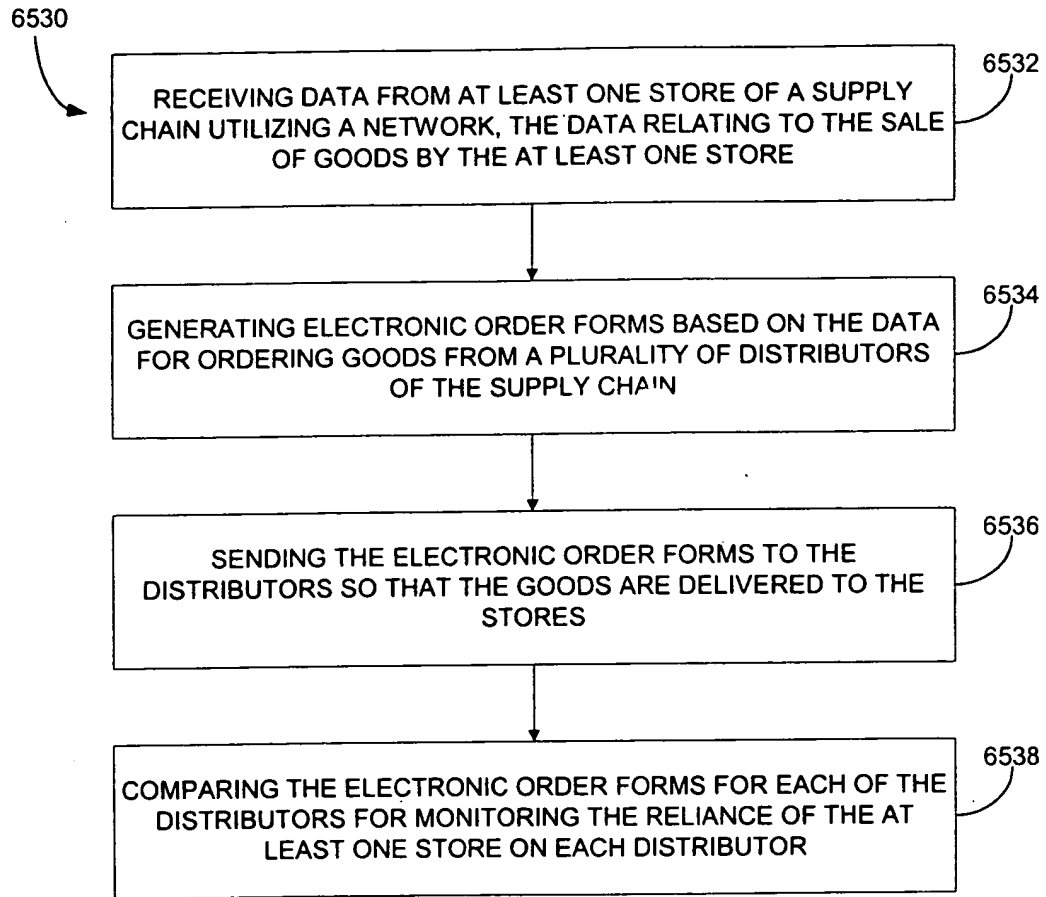 6530
6532
RECEIVING DATA FROM AT LEAST ONE STORE OF A SUPPLY
CHAIN UTILIZING A NETWORK, THE DATA RELATING TO THE SALE
OF GOODS BY THE AT LEAST ONE STORE
6534
GENERATING ELECTRONIC ORDER FORMS BASED ON THE DATA
FOR ORDERING GOODS FROM A PLURALITY OF DISTRIBUTORS
OF THE SUPPLY CHAIN
6536
SENDING THE ELECTRONIC ORDER FORMS TO THE
DISTRIBUTORS SO THAT THE GOODS ARE DELIVERED TO THE
STORES
6538
COMPARING THE ELECTRONIC ORDER FORMS FOR EACH OF THE
DISTRIBUTORS FOR MONITORING THE RELIANCE OF THE AT
LEAST ONE STORE ON EACH DISTRIBUTOR